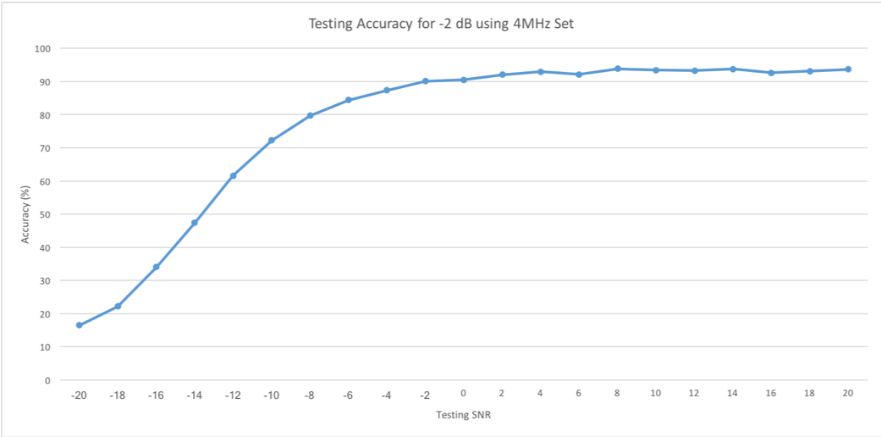 Testing Accuracy for -2 dB using 4MHz Set
100
90
80
70
60
50
40
30
20
10
0
Accuracy (%)
-20 -18 -16 -14 -12 -10 -8 -6 -4 -2 0 2 4 6 8 10 12 14 16 18 20
Testing SNR